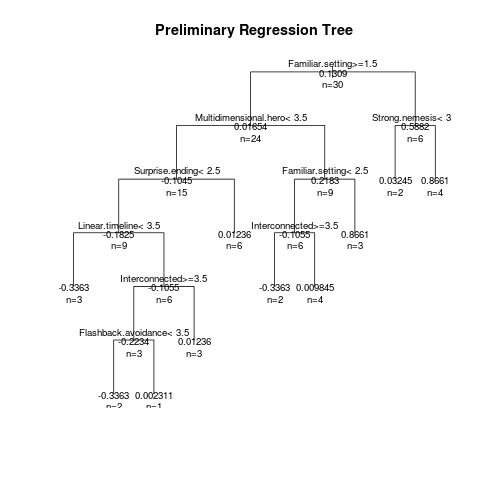 Preliminary Regression Tree
Familiar.setting>=1.5
0.1309
n=30
Multidimensional.hero< 3.5
0.01654
n=24
Strong.nemesis< 3
0.5882
n=6
Surprise.ending< 2.5
-0.1045
n=15
Familiar.setting< 2.5
0.2183
n=9
0.03245
n=2
0.8661
n=4
Linear.timeline< 3.5
-0.1825
n=9
0.01236
n=6
Interconnected>=3.5
-0.1055
n=6
0.8661
n=3
-0.3363
n=3
Interconnected>=3.5
-0.1055
n=6
-0.3363
n=2
0.009845
n=4
Flashback.avoidance< 3.5
-0.2234
n=3
0.01236
n=3
-0.3363
n=2
0.002311
n=1